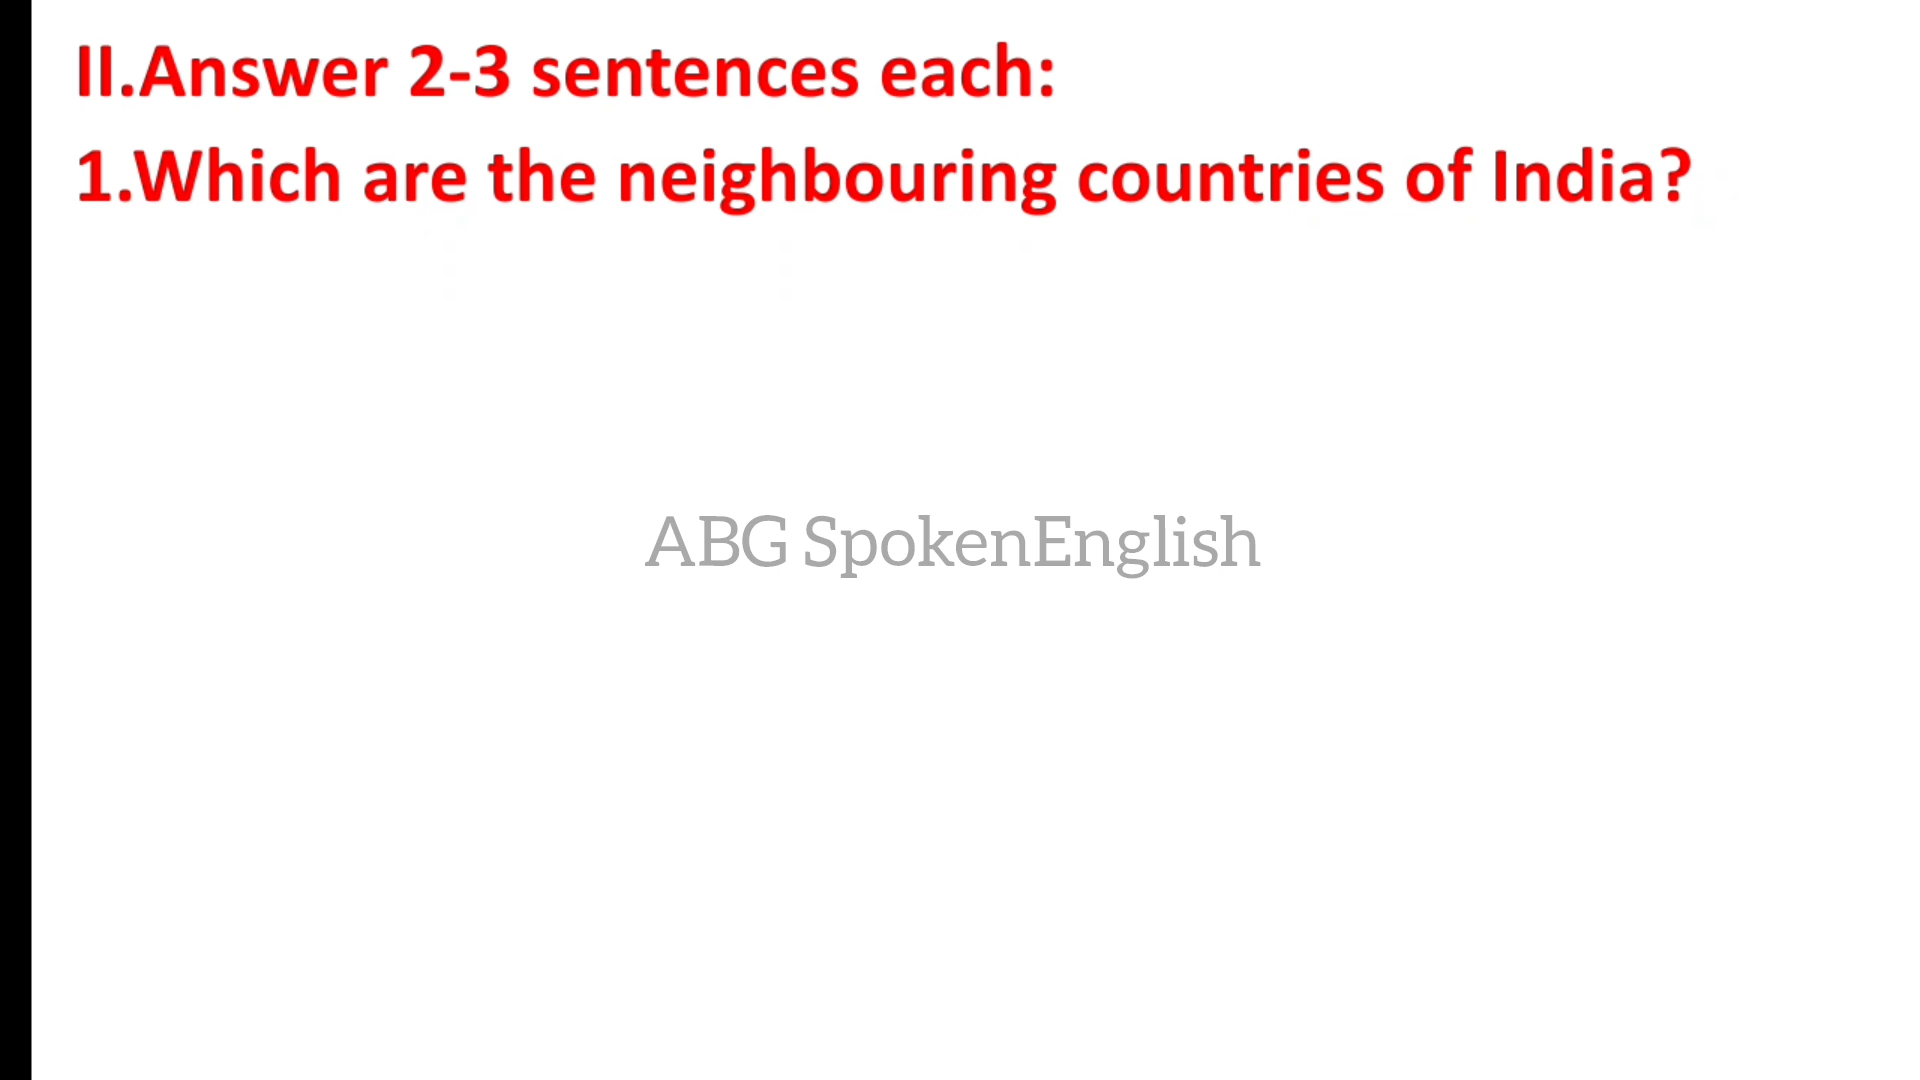 II.Answer 2-3 sentences each:
1.Which are the neighbouring countries of India?
ABG SpokenEnglish